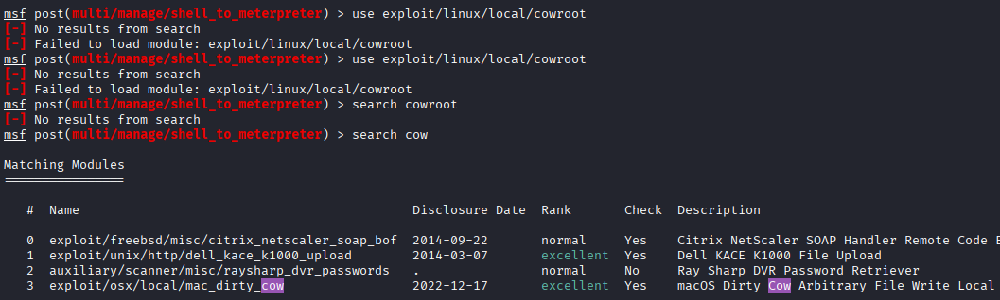 msf post(multi/manage/shell_to_meterpreter) > use exploit/linux/local/cowroot
[-] No results from search
[-] Failed to load module: exploit/linux/local/cowroot
msf post(multi/manage/shell_to_meterpreter) > use exploit/linux/local/cowroot
[-] No results from search
[-] Failed to load module: exploit/linux/local/cowroot
msf post(multi/manage/shell_to_meterpreter) > search cowroot
[-] No results from search
msf post(multi/manage/shell_to_meterpreter) > search cow
Matching Modules
================
# Name Disclosure Date Rank Check Description
- ---- --------------- ---- ----- -----------
0 exploit/freebsd/misc/citrix_netscaler_soap_bof 2014-09-22 normal Yes Citrix NetScaler SOAP Handler Remote Code E
1 exploit/unix/http/dell_kace_k1000_upload 2014-03-07 excellent Yes Dell KACE K1000 File Upload
2 auxiliary/scanner/misc/raysharp_dvr_passwords . normal No Ray Sharp DVR Password Retriever
3 exploit/osx/local/mac_dirty_cow 2022-12-17 excellent Yes macOS Dirty Cow Arbitrary File Write Local